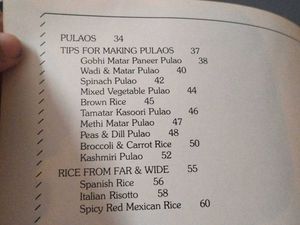 PULAOS 34
TIPS FOR MAKING PULAOS 37
Gobhi Matar Paneer Pulao 38
Wadi & Matar Pulao 40
Spinach Pulao 42
Mixed Vegetable Pulao 44
Brown Rice 45
Tamatar Kasoori Pulao 46
Methi Matar Pulao 47
Peas & Dill Pulao 48
Broccoli & Carrot Rice 50
Kashmiri Pulao 52
RICE FROM FAR & WIDE 55
Spanish Rice 56
Italian Risotto 58
Spicy Red Mexican Rice 60